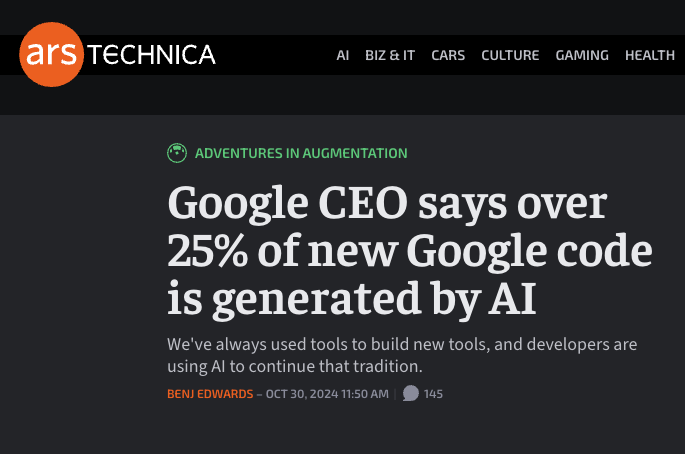 ars TECHNICA
AI BIZ & IT CARS CULTURE GAMING HEALTH
ADVENTURES IN AUGMENTATION
Google CEO says over
25% of new Google code
is generated by AI
We've always used tools to build new tools, and developers are
using AI to continue that tradition.
BENJ EDWARDS – OCT 30, 2024 11:50 AM | 145